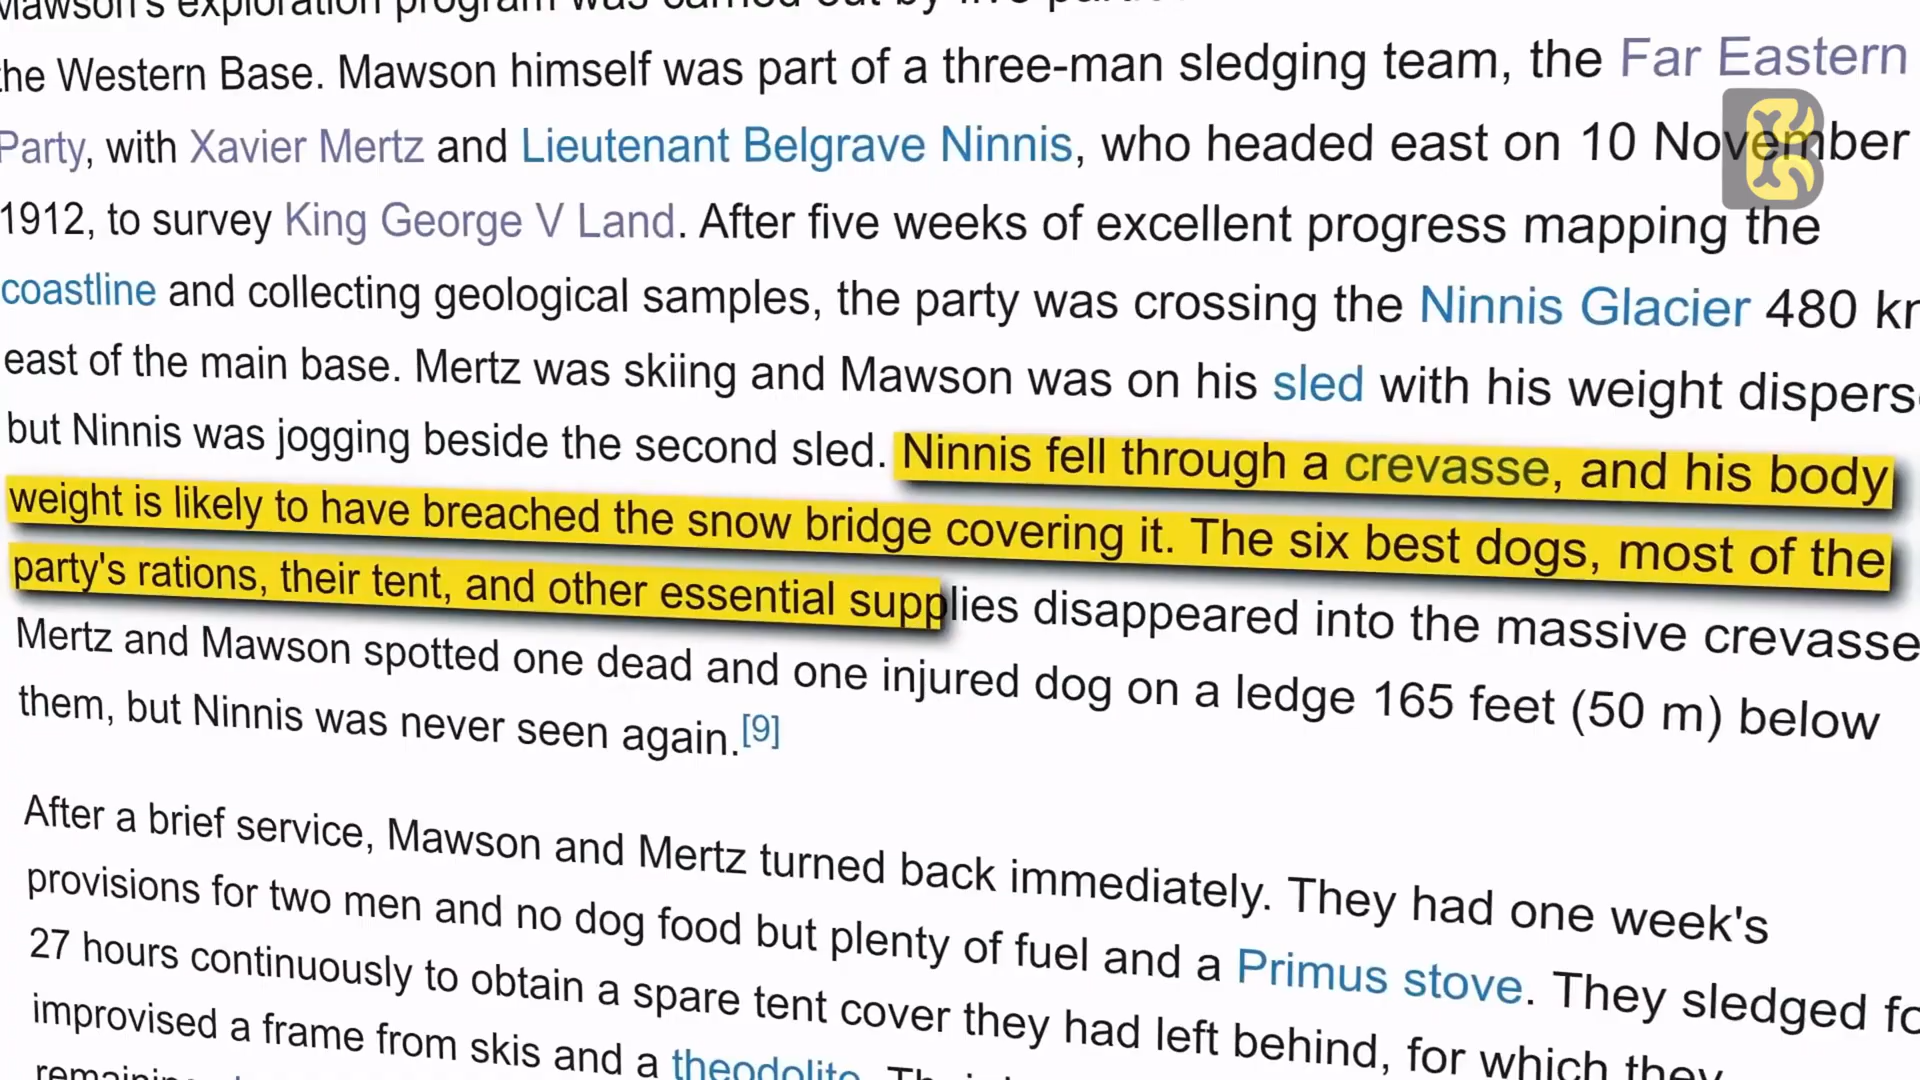 Mawson's exploration program was carried out by five
the Western Base. Mawson himself was part of a three-man sledging team, the Far Eastern
Party, with Xavier Mertz and Lieutenant Belgrave Ninnis, who headed east on 10 November
1912, to survey King George V Land. After five weeks of excellent progress mapping the
coastline and collecting geological samples, the party was crossing the Ninnis Glacier 480
east of the main base. Mertz was skiing and Mawson was on his sled with his weight dispers
but Ninnis was jogging beside the second sled. Ninnis fell through a crevasse, and his body
weight is likely to have breached the snow bridge covering it. The six best dogs, most of the
party's rations, their tent, and other essential supplies disappeared into the massive crevasse
Mertz and Mawson spotted one dead and one injured dog on a ledge 165 feet (50 m) below
them, but Ninnis was never seen again.[9]
After a brief service, Mawson and Mertz turned back immediately. They had one week's
provisions for two men and no dog food but plenty of fuel and a Primus stove. They sledged fo
27 hours continuously to obtain a spare tent cover they had left behind, for which they
improvised a frame from skis and a theodolite.